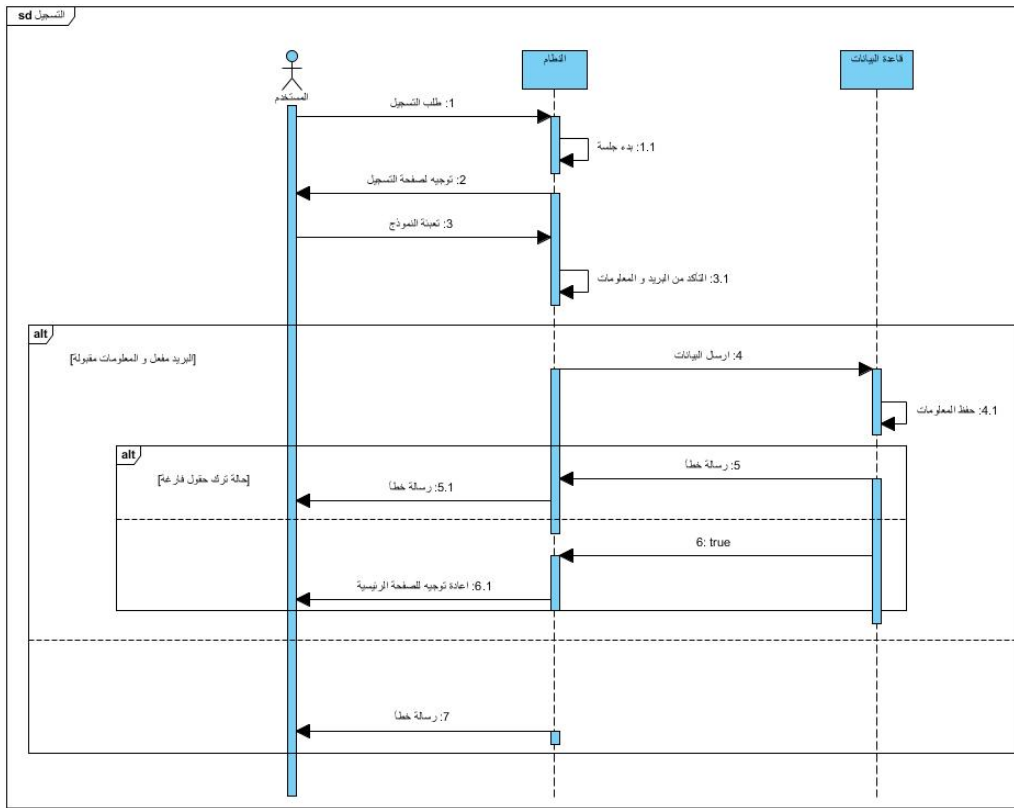 sd التسجيل
المستخدم
النظام
قاعدة البيانات
1: طلب التسجيل
1.1: بدء جلسة
2: توجيه لصفحة التسجيل
3: تعبئة النموذج
3.1: التأكد من البريد و المعلومات
alt
[البريد مفعل و المعلومات مقبولة]
4: ارسال البيانات
4.1: حفظ المعلومات
alt
[حالة ترك حقول فارغة]
5: رسالة خطأ
5.1: رسالة خطأ
6: true
6.1: اعادة توجيه للصفحة الرئيسية
7: رسالة خطأ